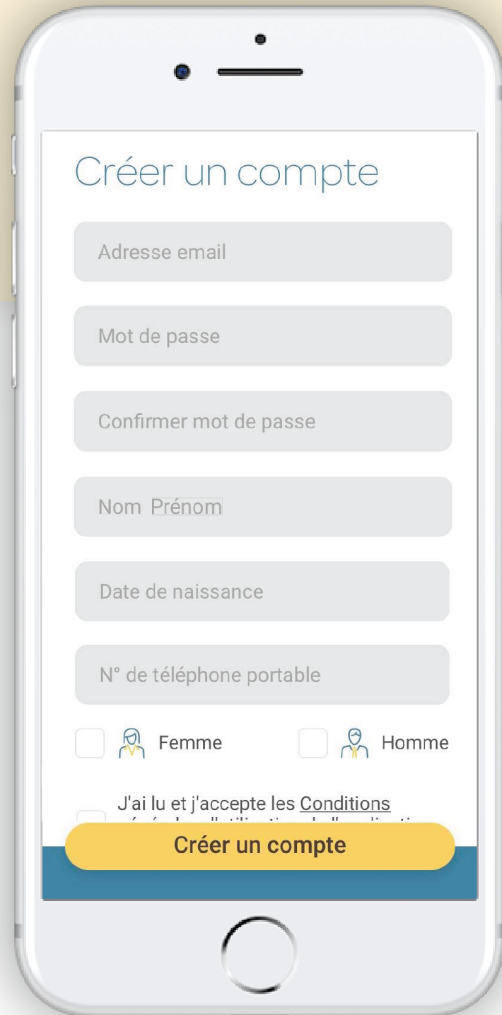 Créer un compte
Adresse email
Mot de passe
Confirmer mot de passe
Nom Prénom
Date de naissance
N° de téléphone portable
Femme Homme
J'ai lu et j'accepte les Conditions
Créer un compte